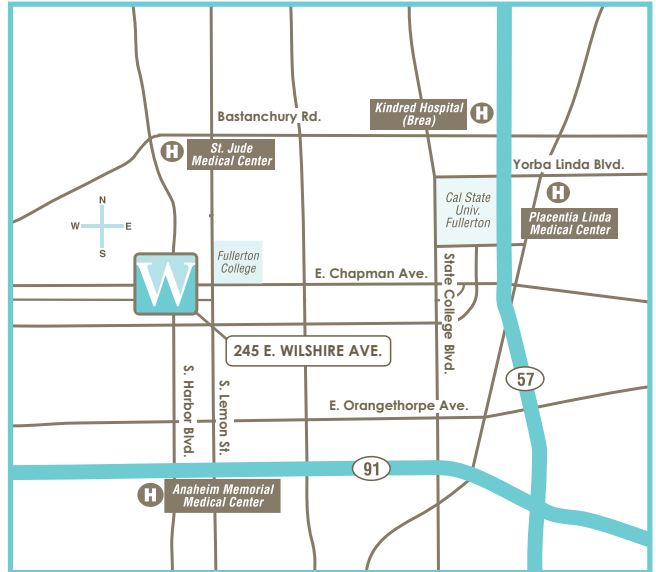 Kindred Hospital
(Brea)
H
Bastanchury Rd.
H
St. Jude
Medical Center
Yorba Linda Blvd.
H
Placentia Linda
Medical Center
Cal State
Univ.
Fullerton
N
W
E
S
Fullerton
College
W
E. Chapman Ave.
State College Blvd.
245 E. WILSHIRE AVE.
57
S. Harbor Blvd.
S. Lemon St.
E. Orangethorpe Ave.
91
H
Anaheim Memorial
Medical Center